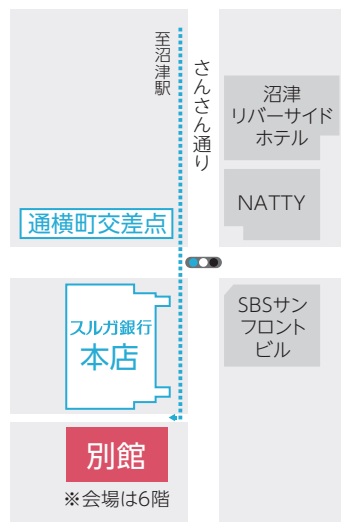 至沼津駅
さんさん通り
沼津
リバーサイド
ホテル
NATTY
通横町交差点
SBSサン
フロント
ビル
スルガ銀行
本店
別館
※会場は6階